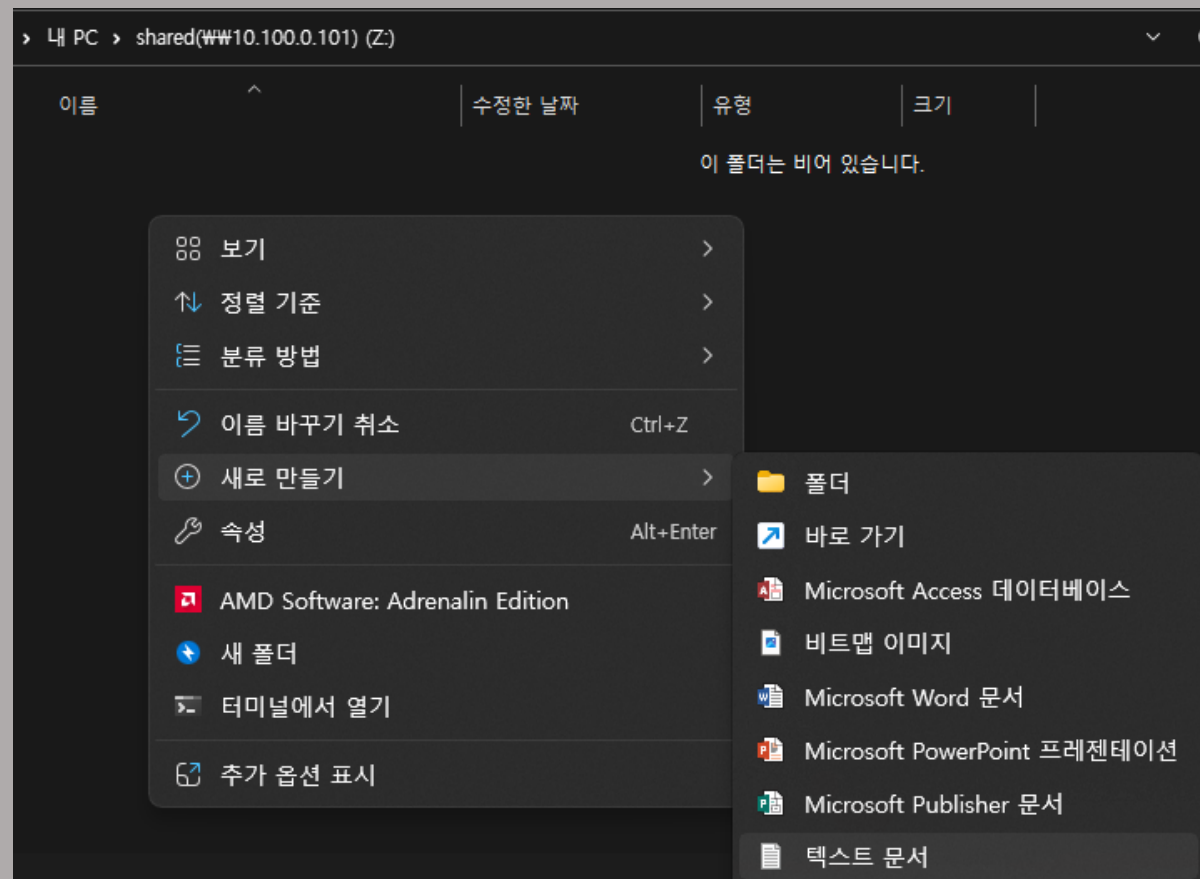 내 PC shared(₩₩10.100.0.101) (Z:)
이름 수정한 날짜 유형 크기
이 폴더는 비어 있습니다.
보기
정렬 기준
분류 방법
이름 바꾸기 취소 Ctrl+Z
새로 만들기
속성 Alt+Enter
AMD Software: Adrenalin Edition
새 폴더
터미널에서 열기
추가 옵션 표시
폴더
바로 가기
Microsoft Access 데이터베이스
비트맵 이미지
Microsoft Word 문서
Microsoft PowerPoint 프레젠테이션
Microsoft Publisher 문서
텍스트 문서